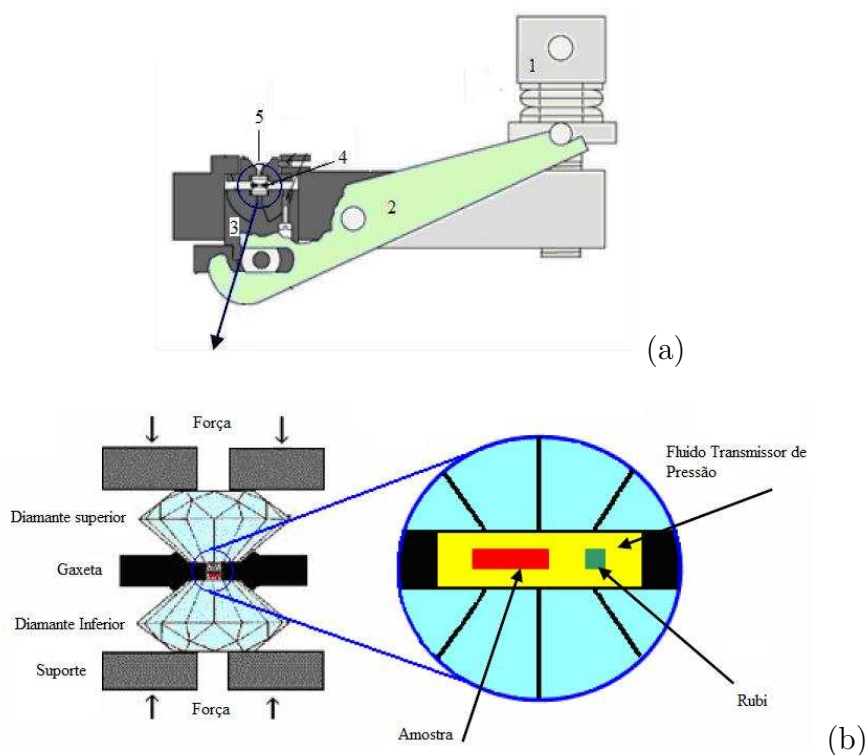 1
5
4
2
3
(a)
Força
Fluido Transmissor de
Pressão
Diamante superior
Gaxeta
Diamante Inferior
Suporte
Força
Amostra
Rubi
(b)